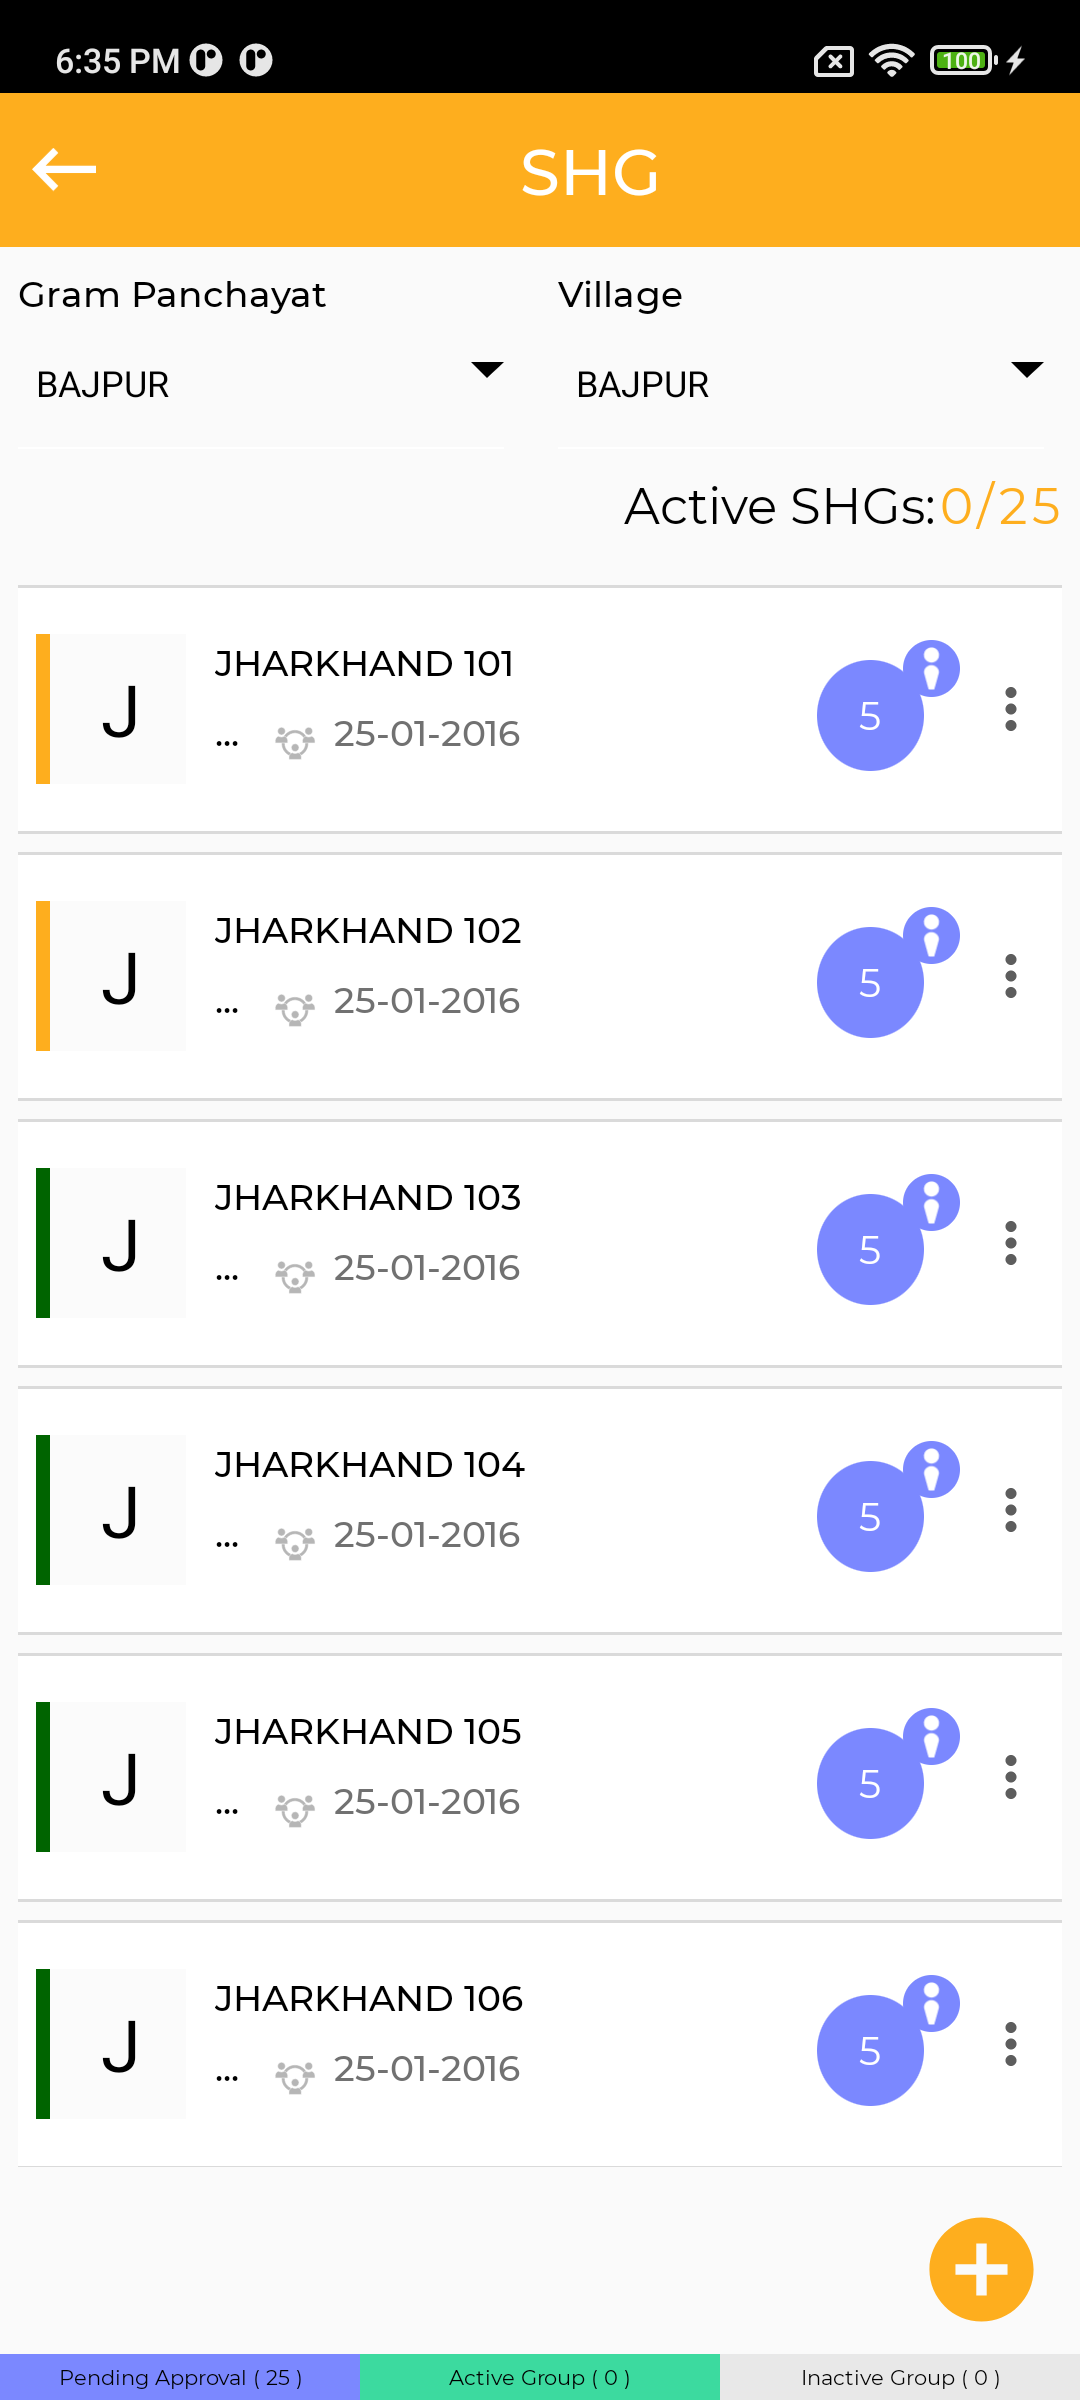 6:35 PM
100
SHG
Gram Panchayat Village
BAJPUR BAJPUR
Active SHGs: 0/25
J JHARKHAND 101 5
... 25-01-2016
J JHARKHAND 102 5
... 25-01-2016
J JHARKHAND 103 5
... 25-01-2016
J JHARKHAND 104 5
... 25-01-2016
J JHARKHAND 105 5
... 25-01-2016
J JHARKHAND 106 5
... 25-01-2016
Pending Approval ( 25 ) Active Group ( 0 ) Inactive Group ( 0 )